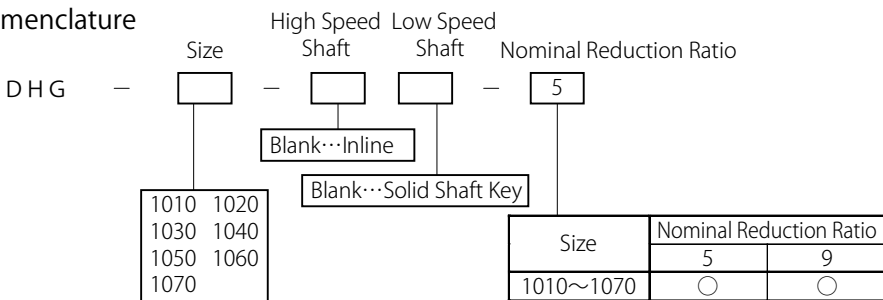 menclature
High Speed Low Speed
Size Shaft Shaft Nominal Reduction Ratio
DHG － － － 5
Blank…Inline
Blank…Solid Shaft Key
1010 1020
1030 1040
1050 1060
1070
Size Nominal Reduction Ratio
5 9
1010～1070 ○ ○